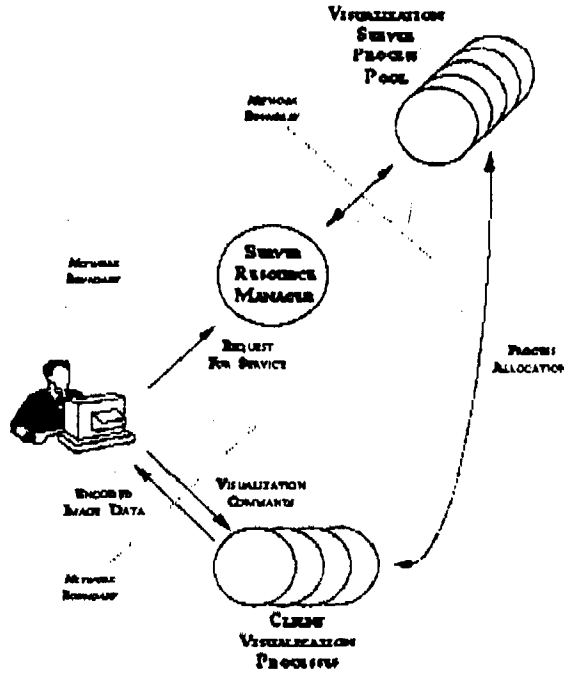 VISUALIZATION
SERVER
PROCESS
POOL
NETWORK
BOUNDARY
SERVER
RESOURCE
MANAGER
NETWORK
BOUNDARY
REQUEST
FOR SERVICE
PROCESS
ALLOCATION
VISUALIZATION
COMMANDS
ENCODED
IMAGE DATA
NETWORK
BOUNDARY
CLIENT
VISUALIZATION
PROCESSES